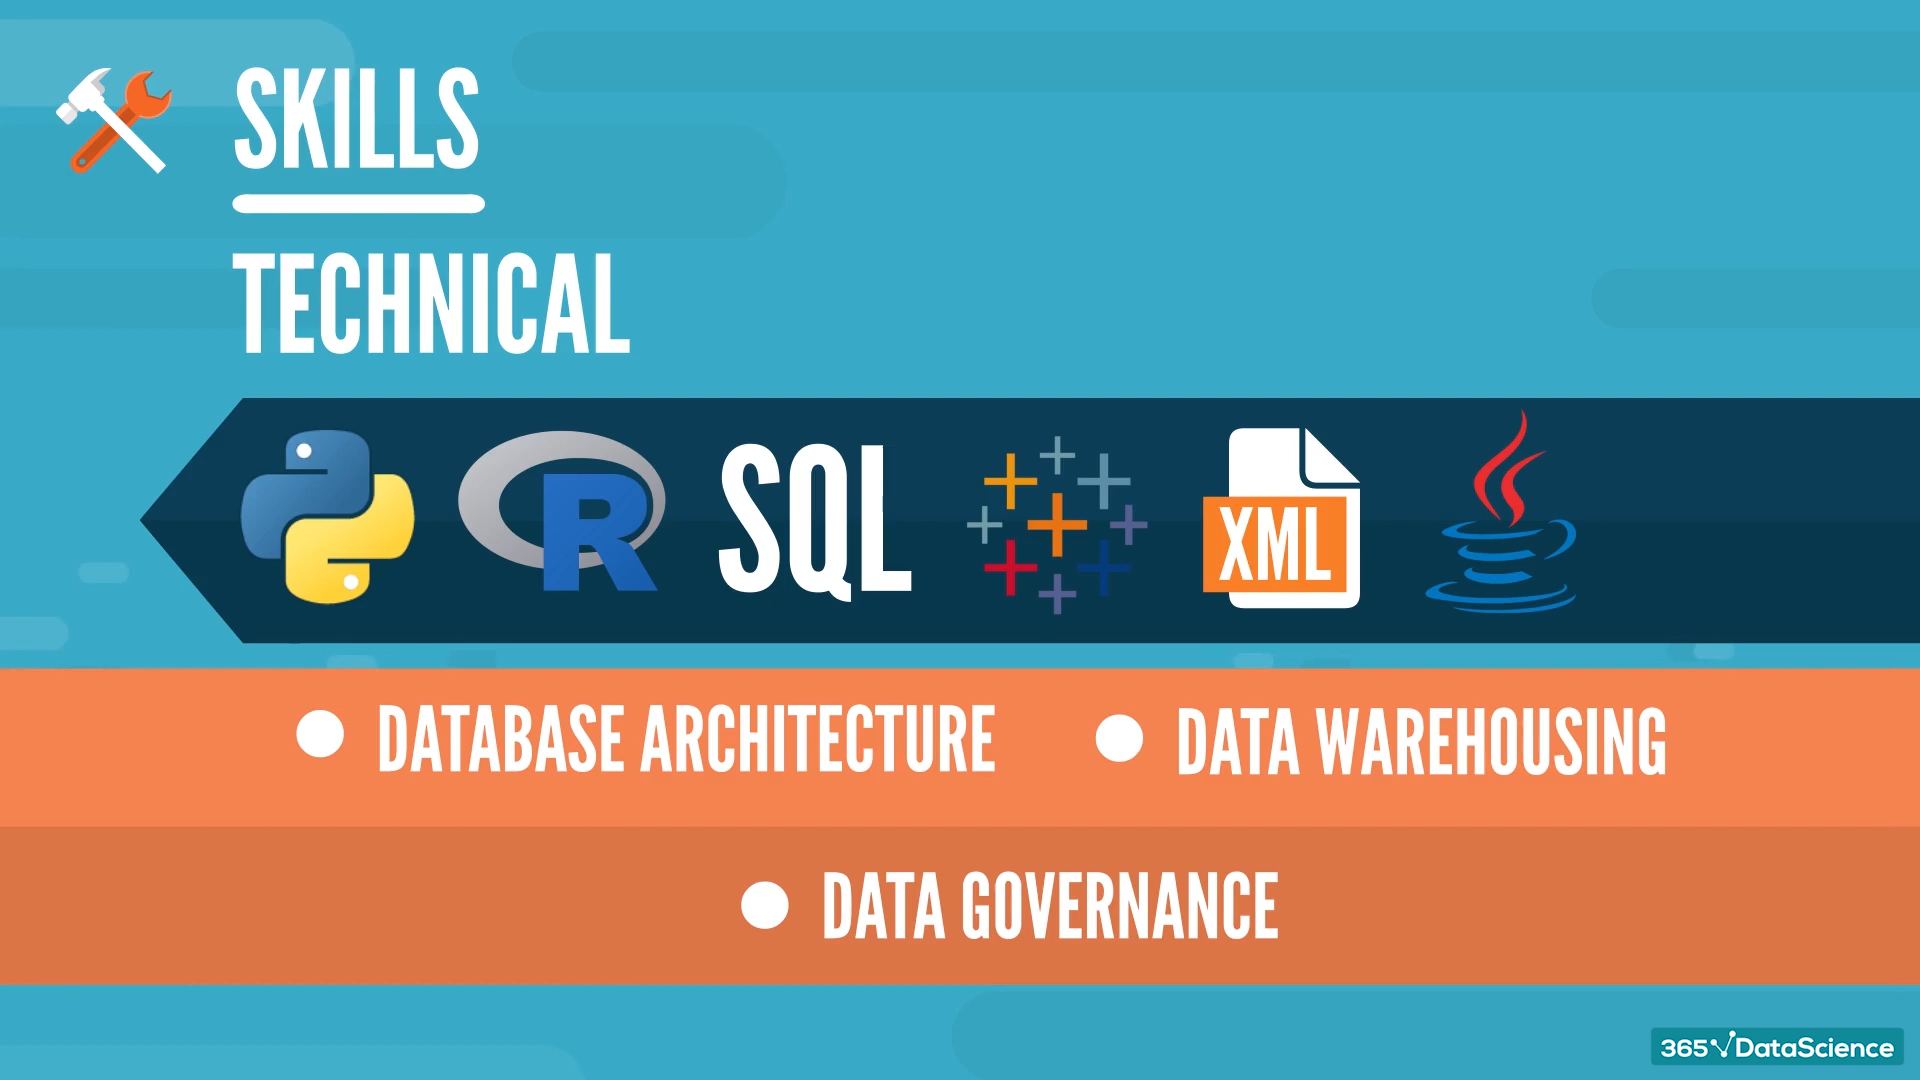 SKILLS
TECHNICAL
R SQL XML
DATABASE ARCHITECTURE
DATA WAREHOUSING
DATA GOVERNANCE
365 DataScience